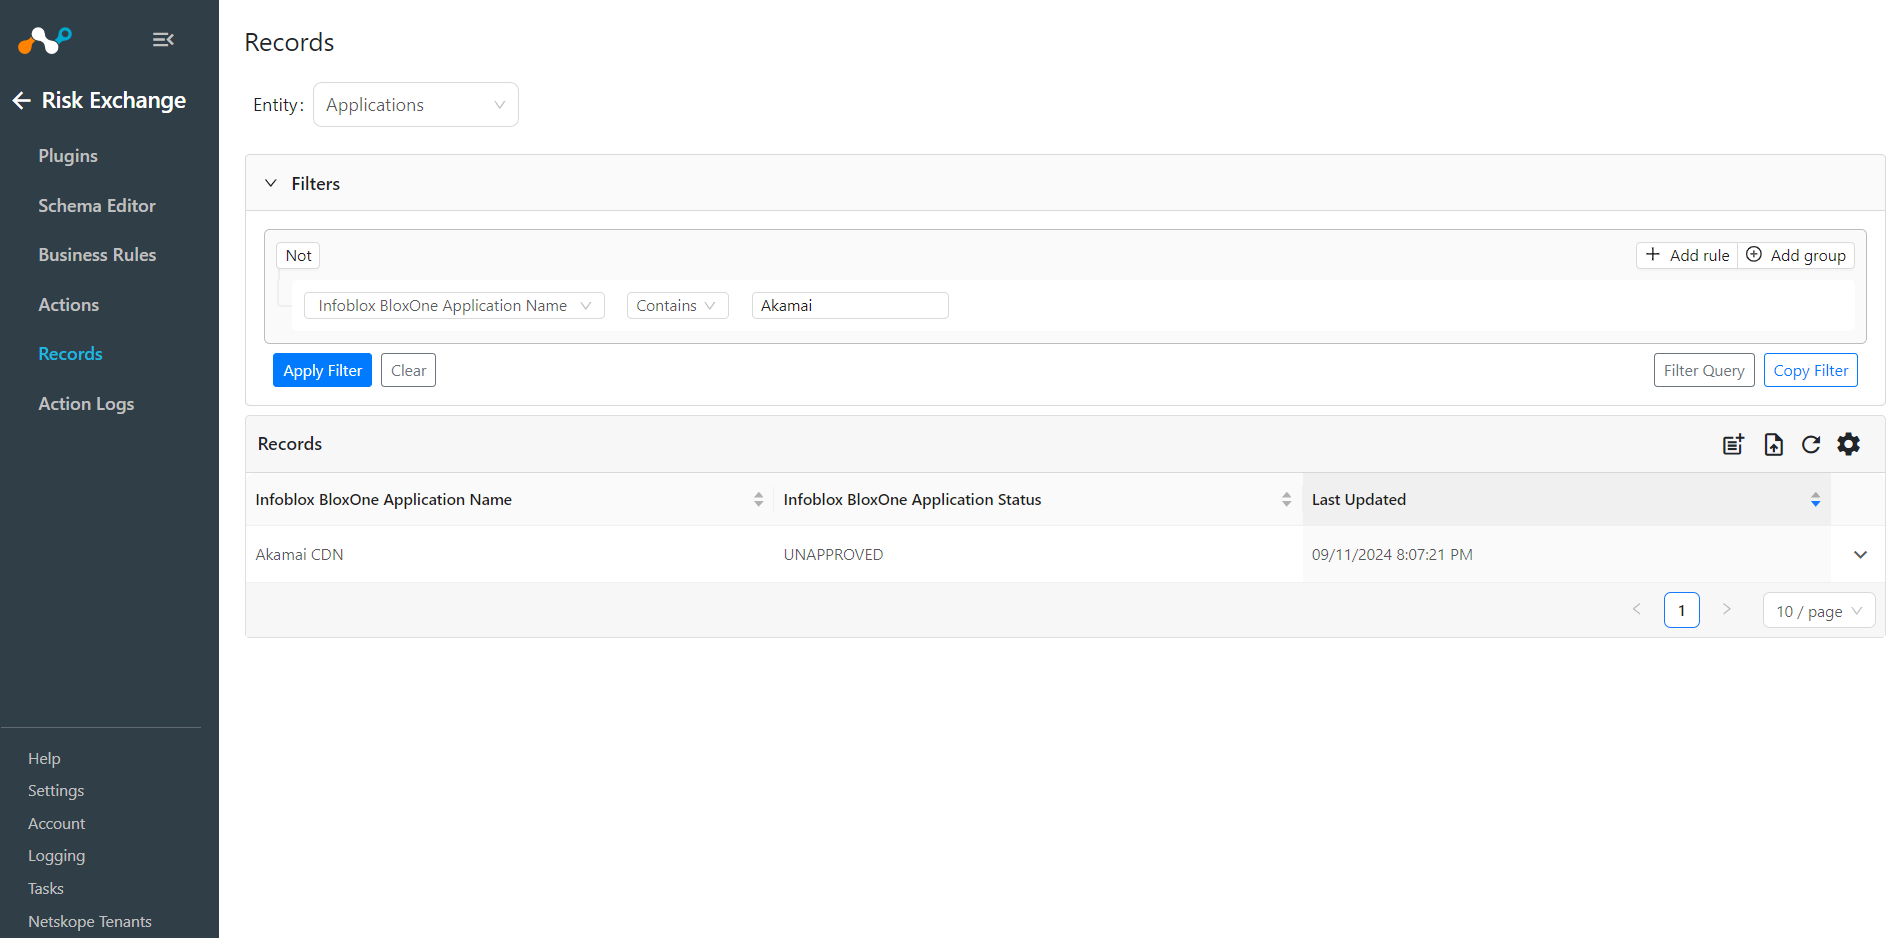 Risk Exchange
Plugins
Schema Editor
Business Rules
Actions
Records
Action Logs
Help
Settings
Account
Logging
Tasks
Netskope Tenants
Records
Entity: Applications
Filters
Not
Add rule Add group
Infoblox BloxOne Application Name Contains Akamai
Apply Filter Clear Filter Query Copy Filter
Records
Infoblox BloxOne Application Name Infoblox BloxOne Application Status Last Updated
Akamai CDN UNAPPROVED 09/11/2024 8:07:21 PM
1 10 / page